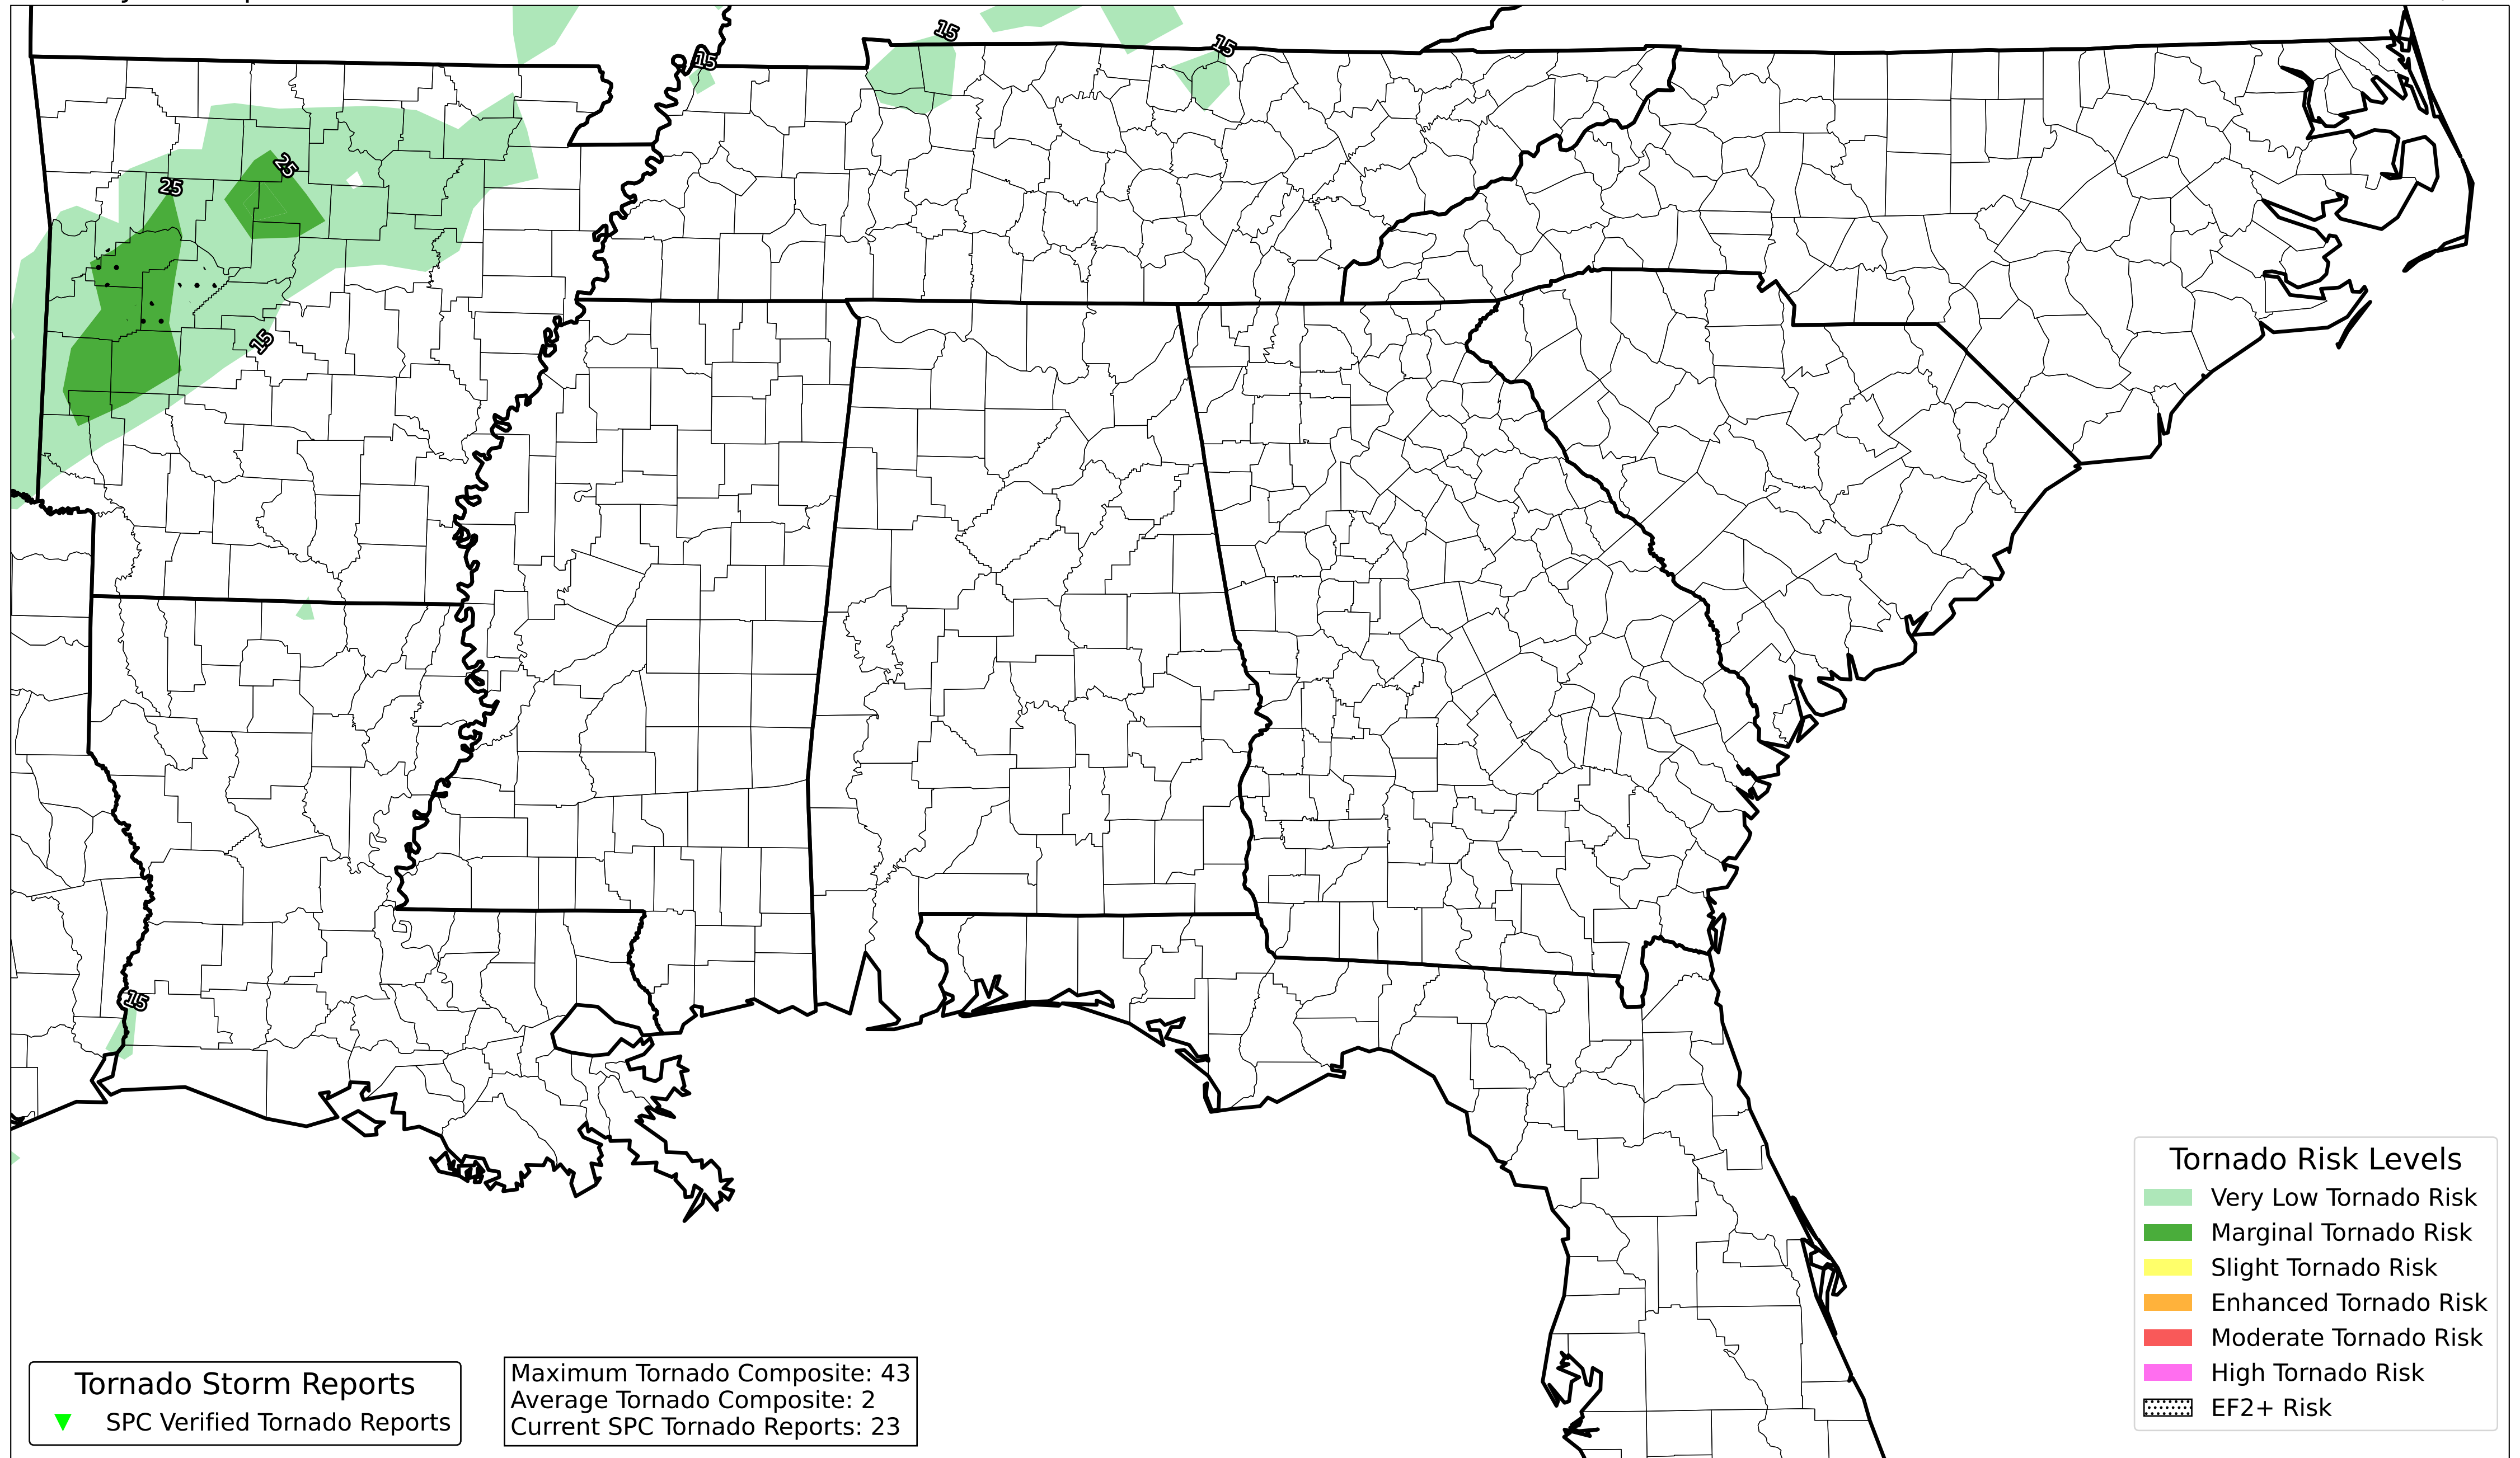 15
15
15
25
25
15
15
Tornado Risk Levels
Very Low Tornado Risk
Marginal Tornado Risk
Slight Tornado Risk
Enhanced Tornado Risk
Moderate Tornado Risk
High Tornado Risk
EF2+ Risk
Tornado Storm Reports
SPC Verified Tornado Reports
Maximum Tornado Composite: 43
Average Tornado Composite: 2
Current SPC Tornado Reports: 23